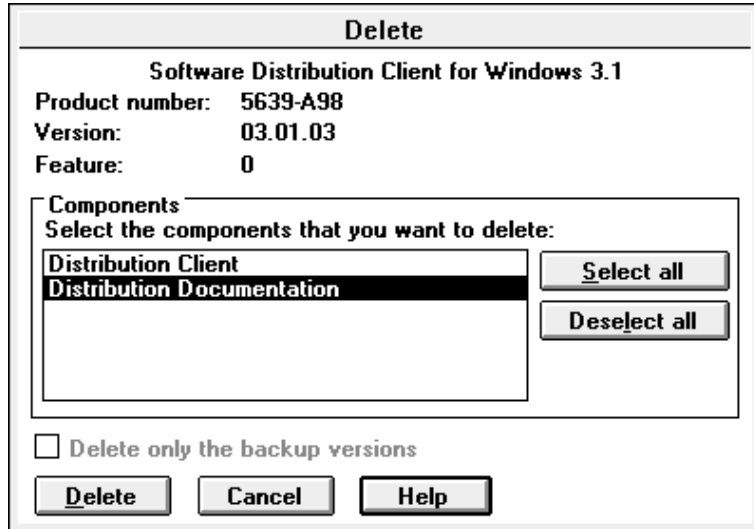 Delete
Software Distribution Client for Windows 3.1
Product number: 5639-A98
Version: 03.01.03
Feature: 0
Components
Select the components that you want to delete:
Distribution Client
Distribution Documentation
Select all
Deselect all
Delete only the backup versions
Delete Cancel Help